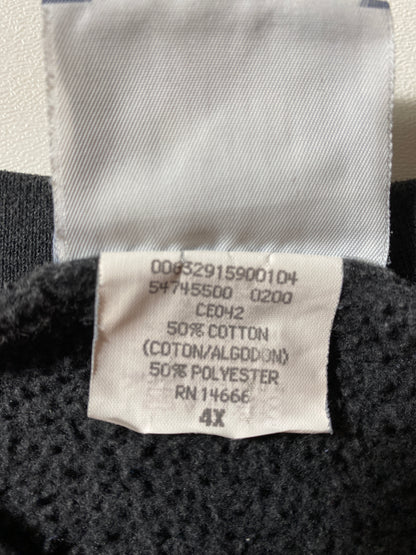 00632915900104
54745500 0200
CE042
50% COTTON
(COTON/ALGODON)
50% POLYESTER
RN 14666
4X